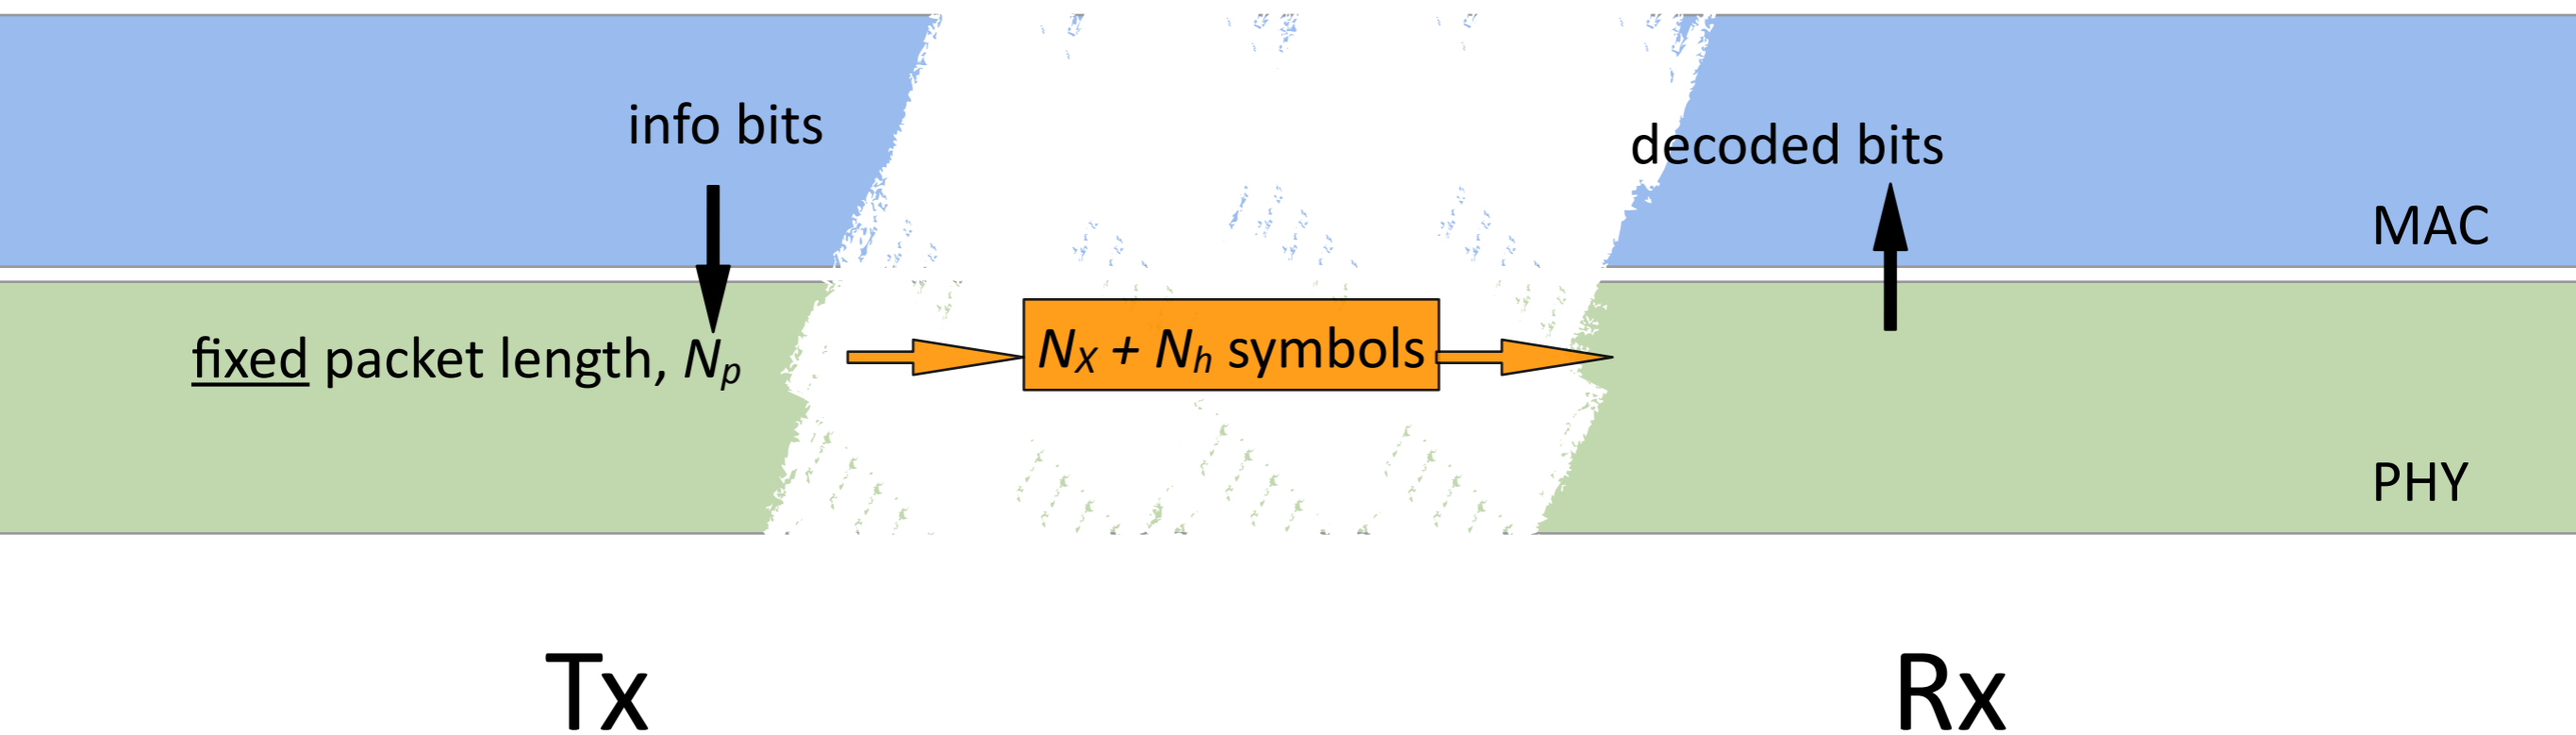 info bits
decoded bits
MAC
fixed packet length, Np
NX + Nh symbols
PHY
Tx
Rx